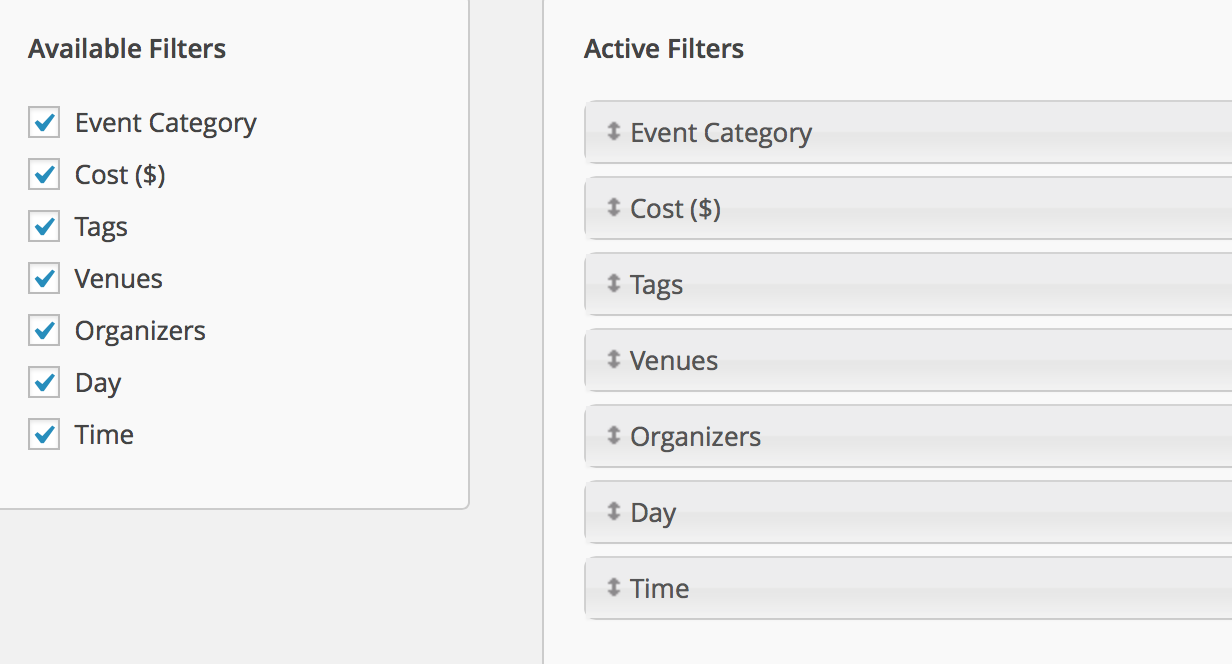 Available Filters
Event Category
Cost ($)
Tags
Venues
Organizers
Day
Time
Active Filters
Event Category
Cost ($)
Tags
Venues
Organizers
Day
Time